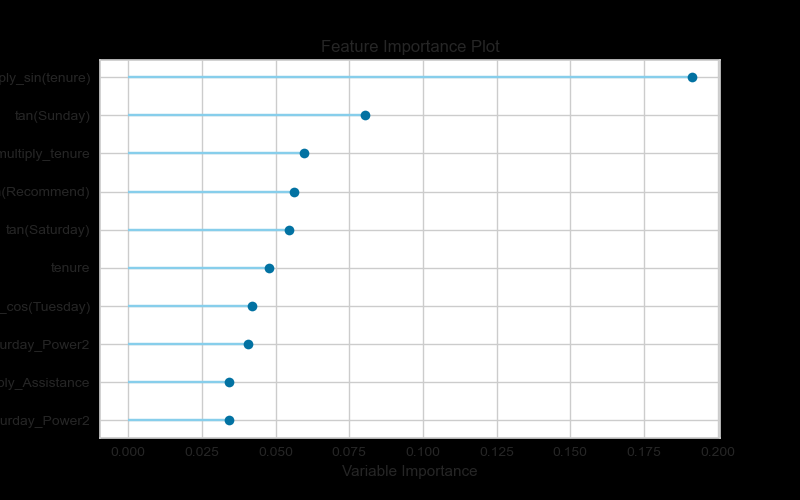 Feature Importance Plot
ply_sin(tenure)
tan(Sunday)
multiply_tenure
(Recommend)
tan(Saturday)
tenure
_cos(Tuesday)
urday_Power2
ply_Assistance
urday_Power2
0.000 0.025 0.050 0.075 0.100 0.125 0.150 0.175 0.200
Variable Importance